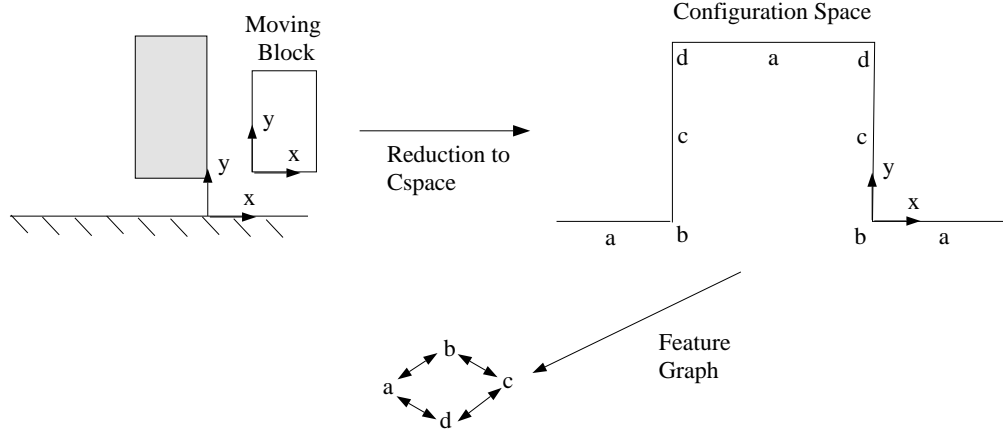 Moving
Block
y
x
y
x
Reduction to
Cspace
Configuration Space
d
a
d
c
c
y
x
a
b
b
a
Feature
Graph
b
a
c
d